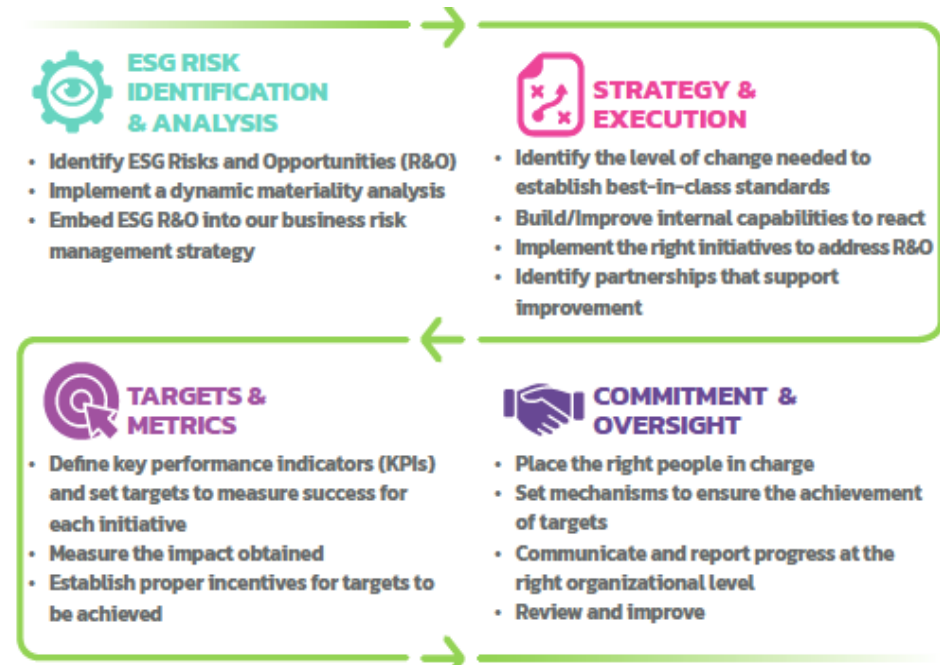 ESG RISK
IDENTIFICATION
& ANALYSIS
• Identify ESG Risks and Opportunities (R&O)
• Implement a dynamic materiality analysis
• Embed ESG R&O into our business risk
management strategy
STRATEGY &
EXECUTION
• Identify the level of change needed to
establish best-in-class standards
• Build/Improve internal capabilities to react
• Implement the right initiatives to address R&O
• Identify partnerships that support
improvement
TARGETS &
METRICS
• Define key performance indicators (KPIs)
and set targets to measure success for
each initiative
• Measure the impact obtained
• Establish proper incentives for targets to
be achieved
COMMITMENT &
OVERSIGHT
• Place the right people in charge
• Set mechanisms to ensure the achievement
of targets
• Communicate and report progress at the
right organizational level
• Review and improve